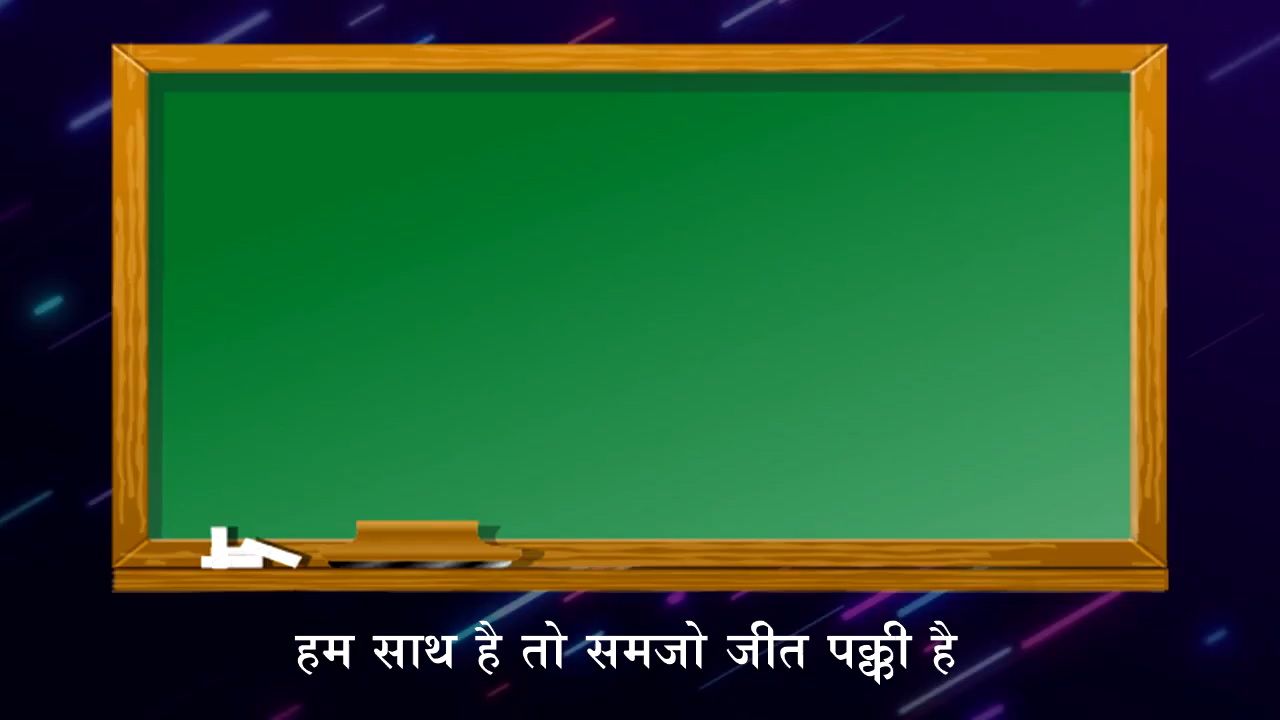 हम साथ है तो समजो जीत पक्की है